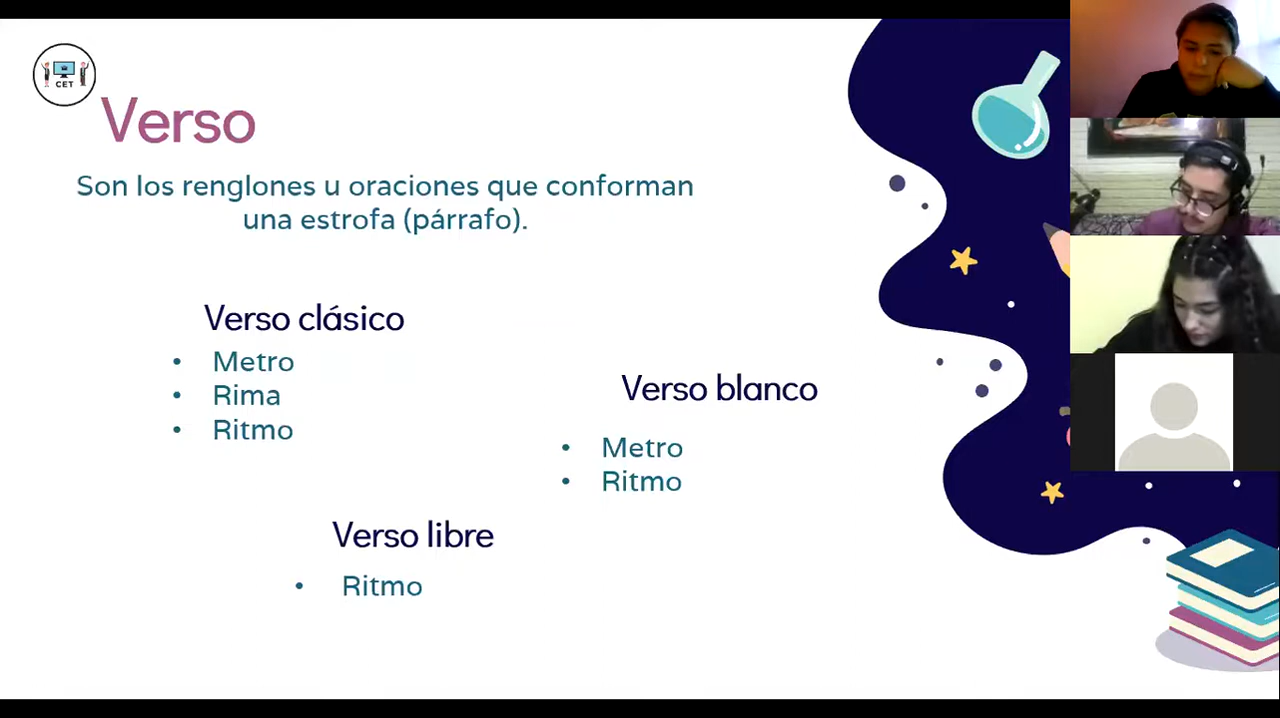 CET
Verso
Son los renglones u oraciones que conforman
una estrofa (párrafo).
Verso clásico
• Metro
• Rima
• Ritmo
Verso blanco
• Metro
• Ritmo
Verso libre
• Ritmo